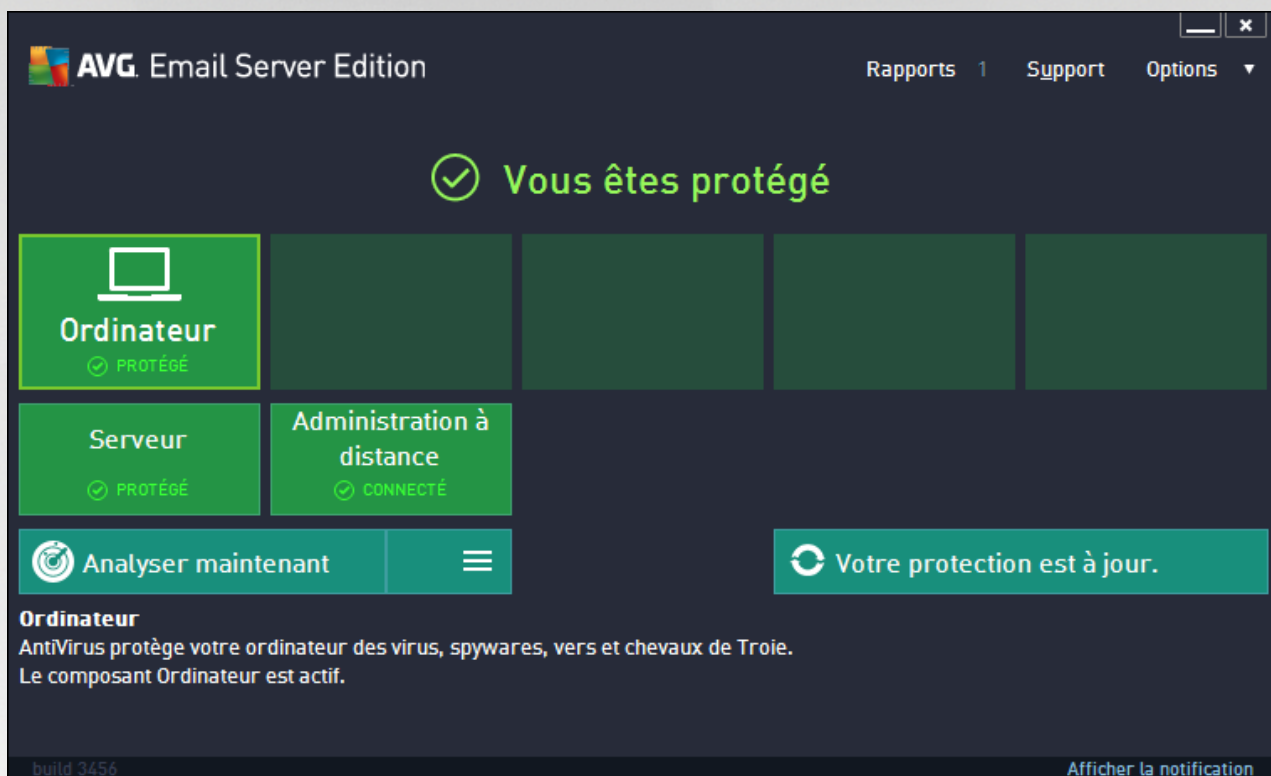 AVG. Email Server Edition
Rapports 1 Support Options
Vous êtes protégé
Ordinateur
PROTÉGÉ
Serveur
PROTÉGÉ
Administration à
distance
CONNECTÉ
Analyser maintenant
Votre protection est à jour.
Ordinateur
AntiVirus protège votre ordinateur des virus, spywares, vers et chevaux de Troie.
Le composant Ordinateur est actif.
build 3456
Afficher la notification